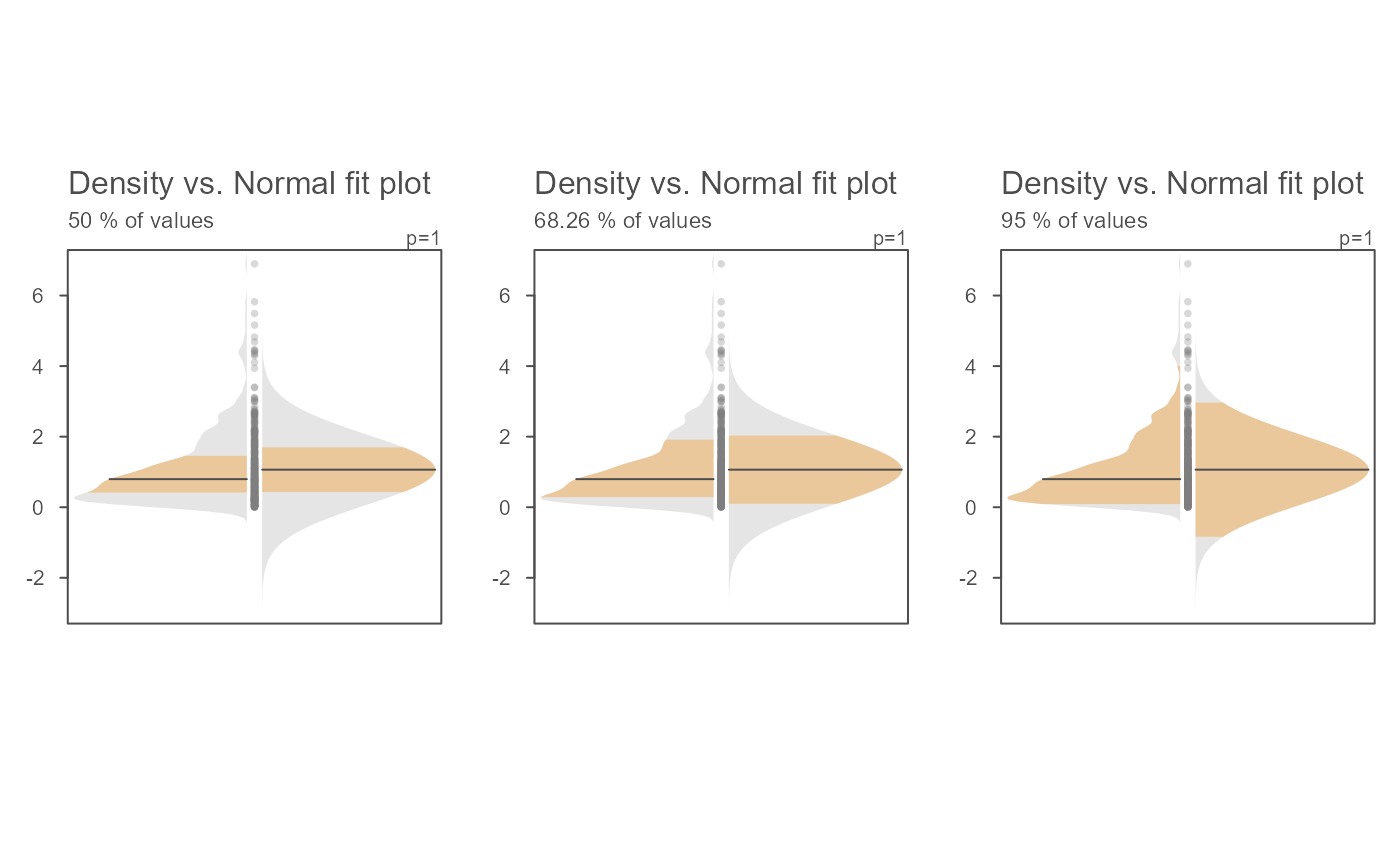 Density vs. Normal fit plot
50 % of values
p=1
6
4
2
0
-2
Density vs. Normal fit plot
68.26 % of values
p=1
6
4
2
0
-2
Density vs. Normal fit plot
95 % of values
p=1
6
4
2
0
-2